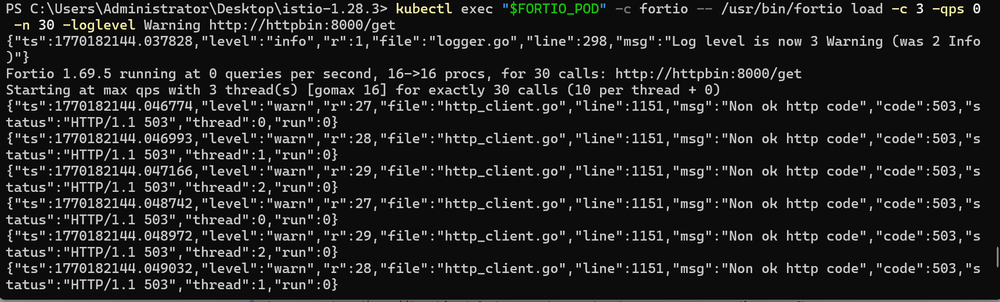 PS C:\Users\Administrator\Desktop\istio-1.28.3> kubectl exec "$FORTIO_POD" -c fortio -- /usr/bin/fortio load -c 3 -qps 0
 -n 30 -loglevel Warning http://httpbin:8000/get
{"ts":1770182144.037828,"level":"info","r":1,"file":"logger.go","line":298,"msg":"Log level is now 3 Warning (was 2 Info
)"}
Fortio 1.69.5 running at 0 queries per second, 16->16 procs, for 30 calls: http://httpbin:8000/get
Starting at max qps with 3 thread(s) [gomax 16] for exactly 30 calls (10 per thread + 0)
{"ts":1770182144.046774,"level":"warn","r":27,"file":"http_client.go","line":1151,"msg":"Non ok http code","code":503,"s
tatus":"HTTP/1.1 503","thread":0,"run":0}
{"ts":1770182144.046993,"level":"warn","r":28,"file":"http_client.go","line":1151,"msg":"Non ok http code","code":503,"s
tatus":"HTTP/1.1 503","thread":1,"run":0}
{"ts":1770182144.047166,"level":"warn","r":29,"file":"http_client.go","line":1151,"msg":"Non ok http code","code":503,"s
tatus":"HTTP/1.1 503","thread":2,"run":0}
{"ts":1770182144.048742,"level":"warn","r":27,"file":"http_client.go","line":1151,"msg":"Non ok http code","code":503,"s
tatus":"HTTP/1.1 503","thread":0,"run":0}
{"ts":1770182144.048972,"level":"warn","r":29,"file":"http_client.go","line":1151,"msg":"Non ok http code","code":503,"s
tatus":"HTTP/1.1 503","thread":2,"run":0}
{"ts":1770182144.049032,"level":"warn","r":28,"file":"http_client.go","line":1151,"msg":"Non ok http code","code":503,"s
tatus":"HTTP/1.1 503","thread":1,"run":0}